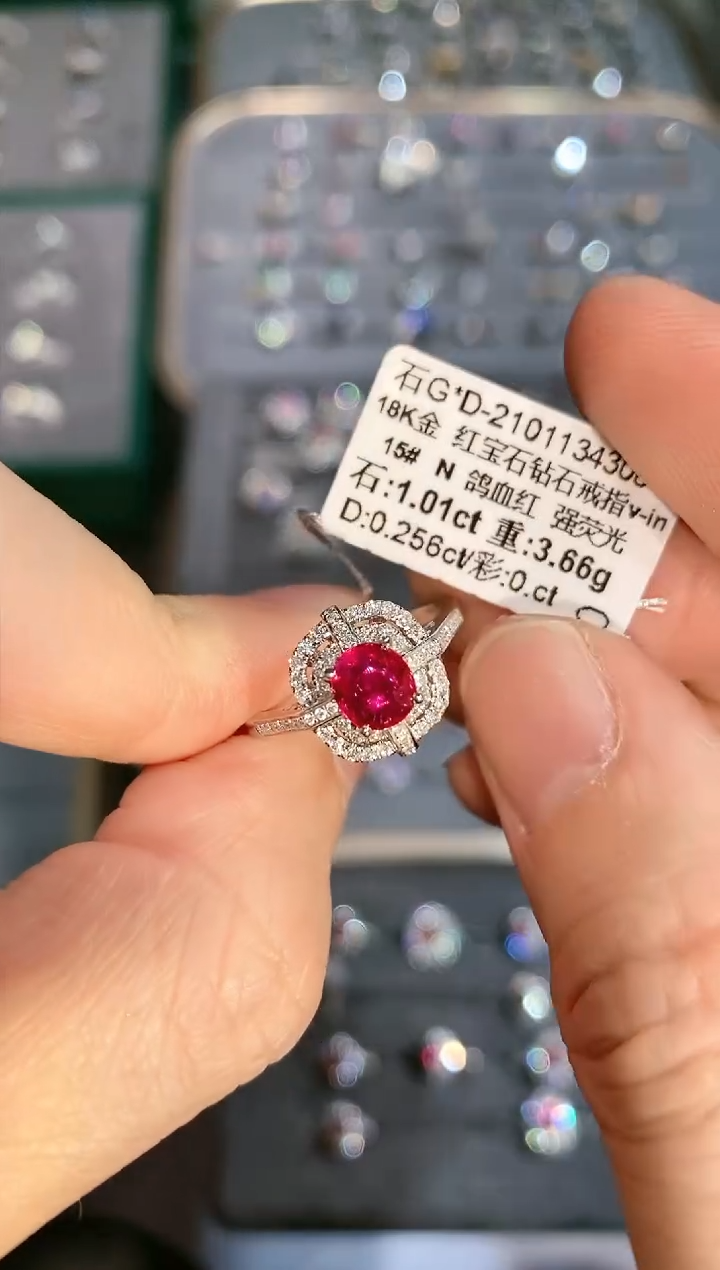 石G*D-210113430
18K金 红宝石钻石戒指v-in
15# N 鸽血红 强荧光
石:1.01ct 重:3.66g
D:0.256ct/彩:0.ct